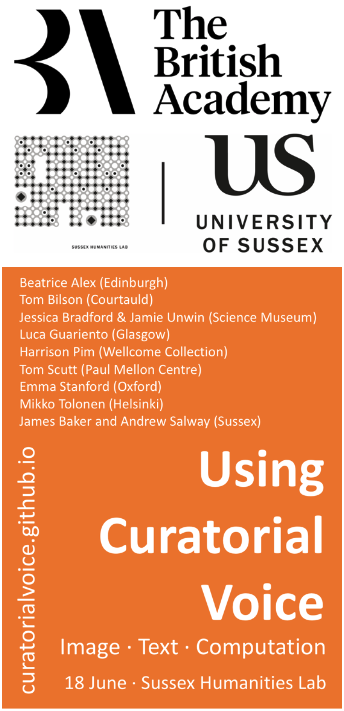 The
British
Academy
SUSSEX HUMANITIES LAB
us
UNIVERSITY
OF SUSSEX
Beatrice Alex (Edinburgh)
Tom Bilson (Courtauld)
Jessica Bradford & Jamie Unwin (Science Museum)
Luca Guariento (Glasgow)
Harrison Pim (Wellcome Collection)
Tom Scutt (Paul Mellon Centre)
Emma Stanford (Oxford)
Mikko Tolonen (Helsinki)
James Baker and Andrew Salway (Sussex)
curatorialvoice.github.io
Using
Curatorial
Voice
Image · Text · Computation
18 June · Sussex Humanities Lab